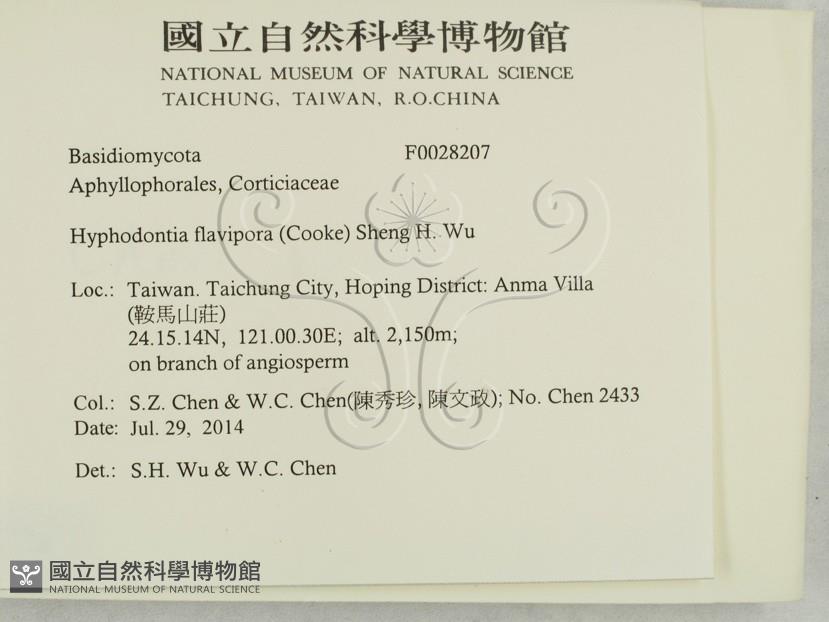 國立自然科學博物館
NATIONAL MUSEUM OF NATURAL SCIENCE
TAICHUNG, TAIWAN, R.O.CHINA
Basidiomycota F0028207
Aphyllophorales, Corticiaceae
Hyphodontia flavipora (Cooke) Sheng H. Wu
Loc.: Taiwan. Taichung City, Hoping District: Anma Villa
(鞍馬山莊)
24.15.14N, 121.00.30E; alt. 2,150m;
on branch of angiosperm
Col.: S.Z. Chen & W.C. Chen(陳秀珍, 陳文政); No. Chen 2433
Date: Jul. 29, 2014
Det.: S.H. Wu & W.C. Chen
國立自然科學博物館
NATIONAL MUSEUM OF NATURAL SCIENCE